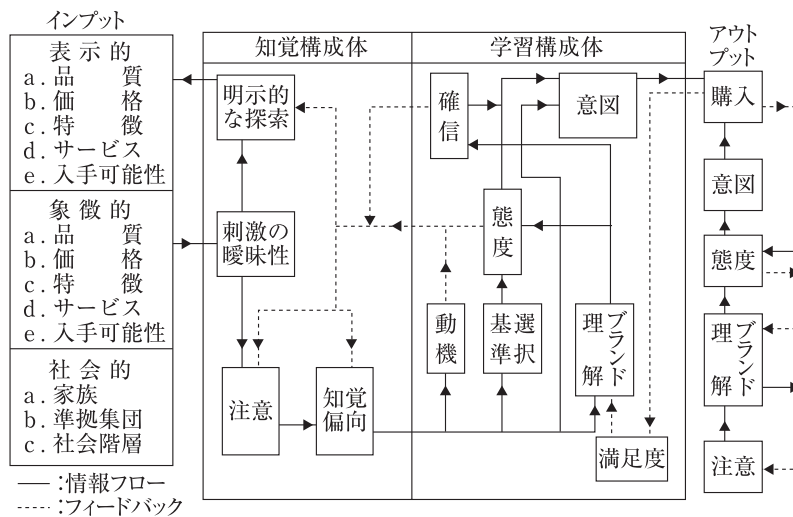 インプット
表示的
a. 品質
b. 価格
c. 特徴
d. サービス
e. 入手可能性
象徴的
a. 品質
b. 価格
c. 特徴
d. サービス
e. 入手可能性
社会的
a. 家族
b. 準拠集団
c. 社会階層
──:情報フロー
-----:フィードバック
知覚構成体
明示的
な探索
刺激の
曖昧性
注意
知覚
偏向
学習構成体
確信
意図
態度
動機
選択
基準
ブランド
理解
満足度
アウト
プット
購入
意図
態度
ブランド
理解
注意